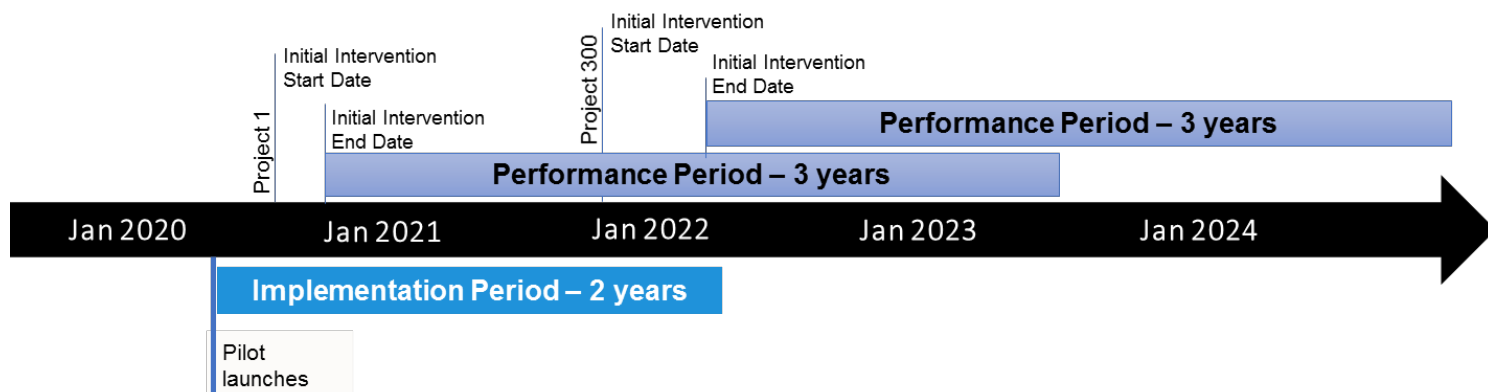 Project 1
Initial Intervention
Start Date
Initial Intervention
End Date
Performance Period – 3 years
Project 300
Initial Intervention
Start Date
Initial Intervention
End Date
Performance Period – 3 years
Jan 2020
Jan 2021
Jan 2022
Jan 2023
Jan 2024
Implementation Period – 2 years
Pilot
launches